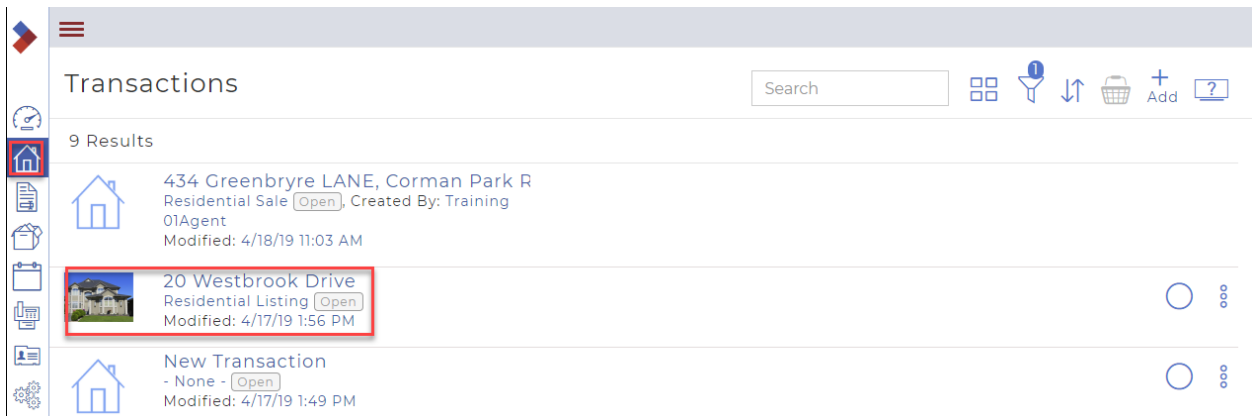 Transactions
Search
1
Add
?
9 Results
434 Greenbryre LANE, Corman Park R
Residential Sale Open, Created By: Training
01Agent
Modified: 4/18/19 11:03 AM
20 Westbrook Drive
Residential Listing Open
Modified: 4/17/19 1:56 PM
New Transaction
- None - Open
Modified: 4/17/19 1:49 PM